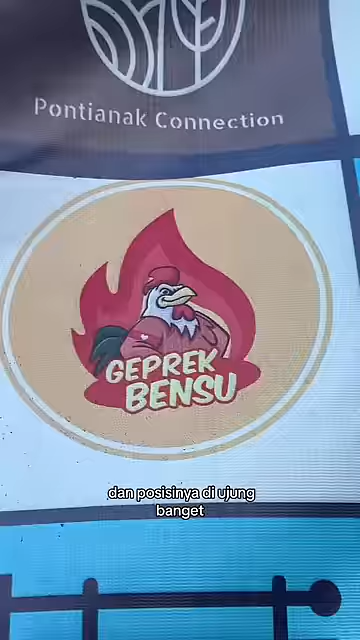 Pontianak Connection
GEPREK
BENSU
dan posisinya di ujung
banget